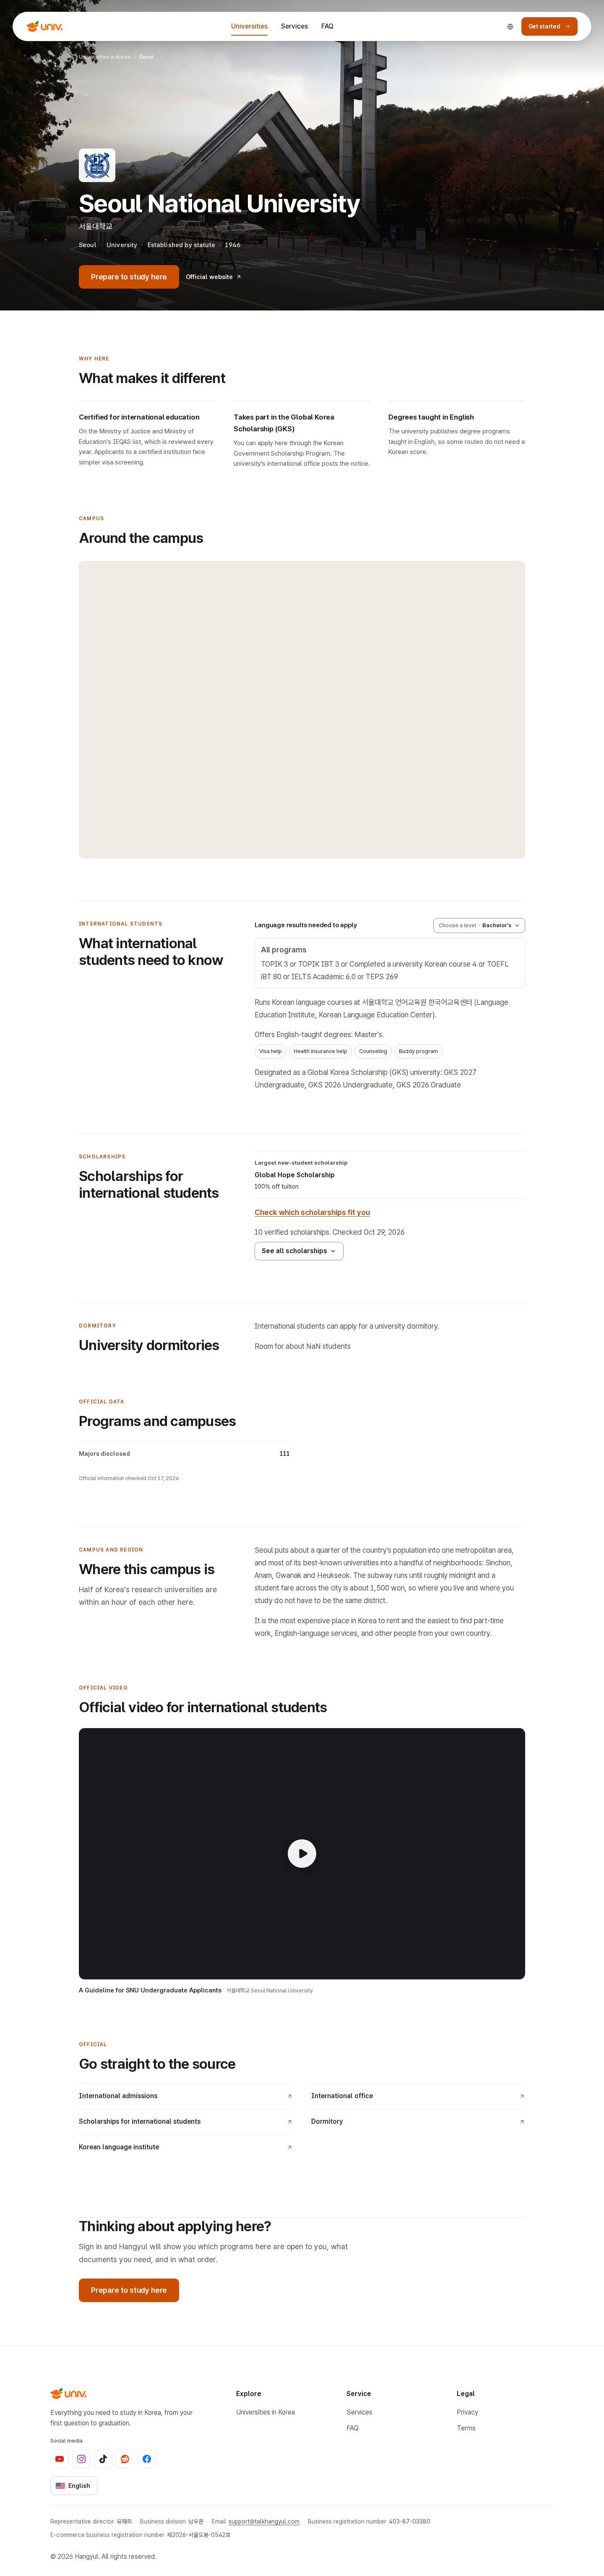 UNIV.
Universities
Services
FAQ
Get started
Universities in Korea / Seoul
Seoul National University
서울대학교
Seoul University Established by statute 1946
Prepare to study here
Official website
WHY HERE
What makes it different
Certified for international education
On the Ministry of Justice and Ministry of
Education's IEQAS list, which is reviewed every
year. Applicants to a certified institution face
simpler visa screening.
Takes part in the Global Korea
Scholarship (GKS)
You can apply here through the Korean
Government Scholarship Program. The
university's international office posts the notice.
Degrees taught in English
The university publishes degree programs
taught in English, so some routes do not need a
Korean score.
CAMPUS
Around the campus
INTERNATIONAL STUDENTS
What international
students need to know
Language results needed to apply
Choose a level Bachelor's
All programs
TOPIK 3 or TOPIK IBT 3 or Completed a university Korean course 4 or TOEFL
iBT 80 or IELTS Academic 6.0 or TEPS 269
Runs Korean language courses at 서울대학교 언어교육원 한국어교육센터 (Language
Education Institute, Korean Language Education Center).
Offers English-taught degrees: Master's.
Visa help
Health insurance help
Counseling
Buddy program
Designated as a Global Korea Scholarship (GKS) university: GKS 2027
Undergraduate, GKS 2026 Undergraduate, GKS 2026 Graduate
SCHOLARSHIPS
Scholarships for
international students
Largest new-student scholarship
Global Hope Scholarship
100% off tuition
Check which scholarships fit you
10 verified scholarships. Checked Oct 29, 2026
See all scholarships
DORMITORY
University dormitories
International students can apply for a university dormitory.
Room for about NaN students
OFFICIAL DATA
Programs and campuses
Majors disclosed 111
Official information checked Oct 17, 2026
CAMPUS AND REGION
Where this campus is
Half of Korea's research universities are
within an hour of each other here.
Seoul puts about a quarter of the country's population into one metropolitan area,
and most of its best-known universities into a handful of neighborhoods: Sinchon,
Anam, Gwanak and Heukseok. The subway runs until roughly midnight and a
student fare across the city is about 1,500 won, so where you live and where you
study do not have to be the same district.
It is the most expensive place in Korea to rent and the easiest to find part-time
work, English-language services, and other people from your own country.
OFFICIAL VIDEO
Official video for international students
A Guideline for SNU Undergraduate Applicants 서울대학교 Seoul National University
OFFICIAL
Go straight to the source
International admissions
International office
Scholarships for international students
Dormitory
Korean language institute
Thinking about applying here?
Sign in and Hangyul will show you which programs here are open to you, what
documents you need, and in what order.
Prepare to study here
UNIV.
Everything you need to study in Korea, from your
first question to graduation.
Social media
English
Explore
Universities in Korea
Service
Services
FAQ
Legal
Privacy
Terms
Representative director 유재희 Business division 남우준 Email support@talkhangyul.com Business registration number 403-87-03380
E-commerce business registration number 제2026-서울도봉-0542호
© 2026 Hangyul. All rights reserved.